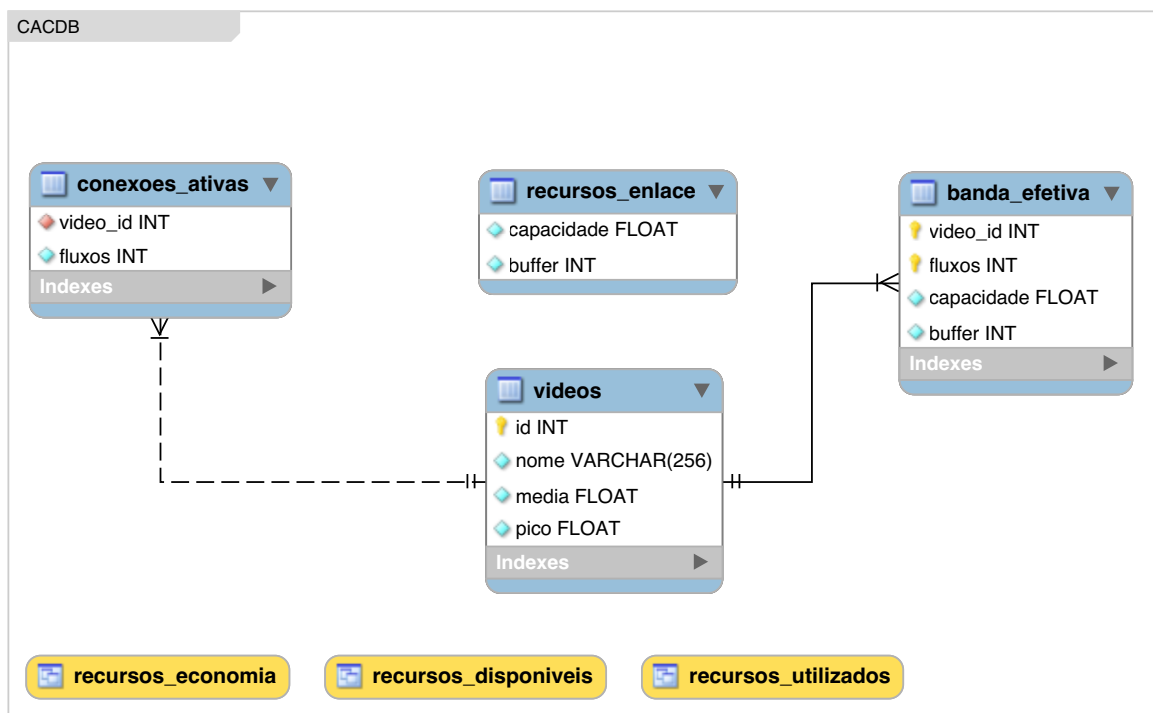 CACDB
conexoes_ativas
video_id INT
fluxos INT
Indexes
recursos_enlace
capacidade FLOAT
buffer INT
banda_efetiva
video_id INT
fluxos INT
capacidade FLOAT
buffer INT
Indexes
videos
id INT
nome VARCHAR(256)
media FLOAT
pico FLOAT
Indexes
recursos_economia
recursos_disponiveis
recursos_utilizados